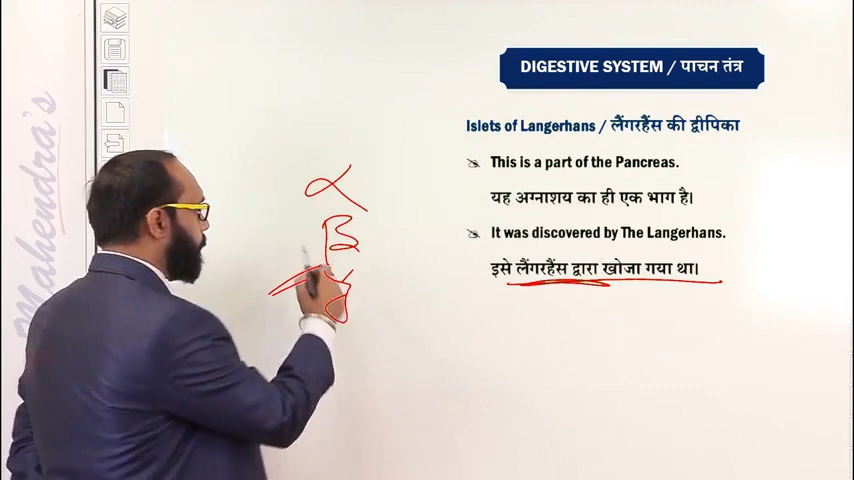 Mahendra's
DIGESTIVE SYSTEM / पाचन तंत्र
Islets of Langerhans / लैंगरहैंस की द्वीपिका
This is a part of the Pancreas.
यह अग्नाशय का ही एक भाग है।
It was discovered by The Langerhans.
इसे लैंगरहैंस द्वारा खोजा गया था।
α
β
γ